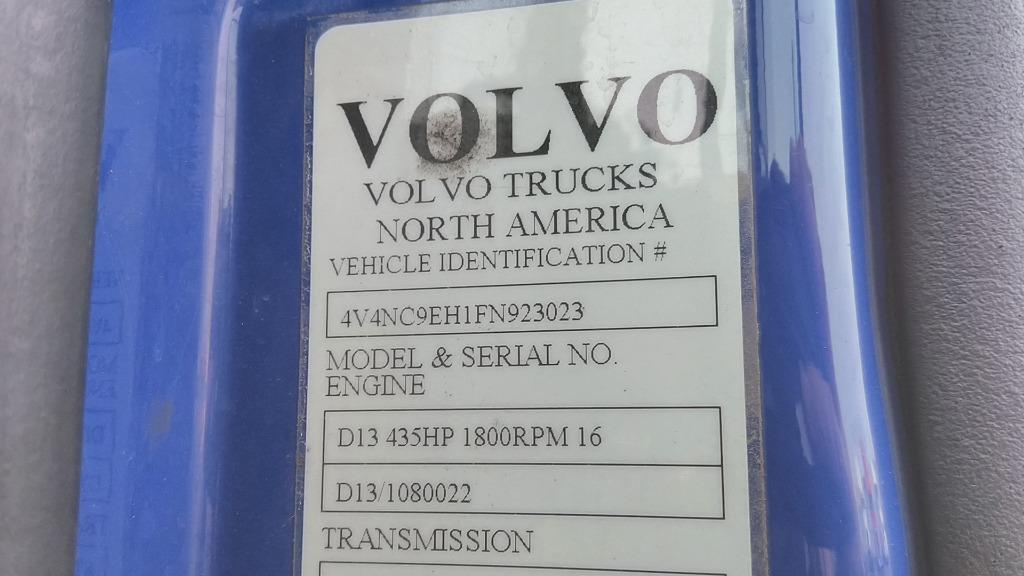 VOLVO
VOLVO TRUCKS
NORTH AMERICA
VEHICLE IDENTIFICATION #
4V4NC9EH1FN923023
MODEL & SERIAL NO.
ENGINE
D13 435HP 1800RPM 16
D13/1080022
TRANSMISSION